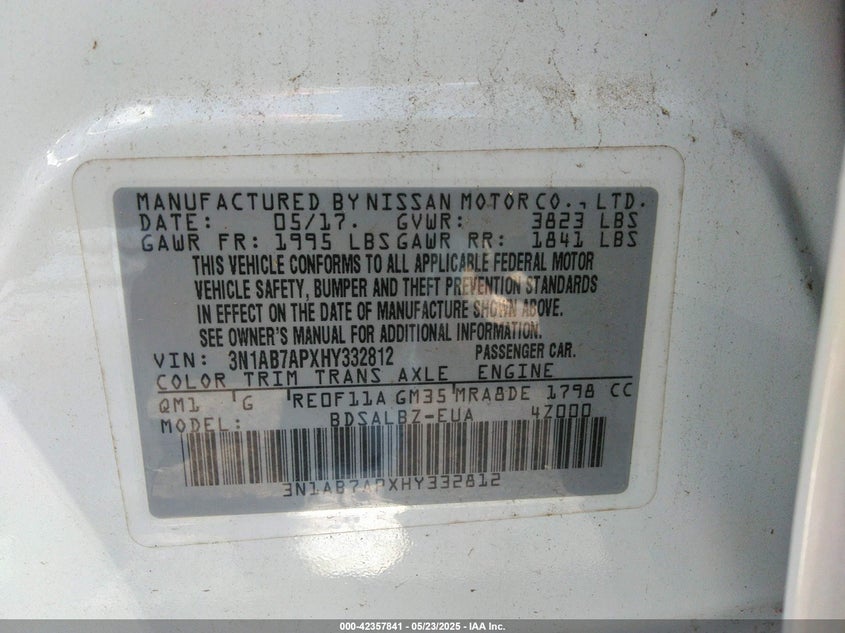 MANUFACTURED BY NISSAN MOTOR CO., LTD.
DATE: 05/17. GVWR: 3823 LBS
GAWR FR: 1995 LBS GAWR RR: 1841 LBS
THIS VEHICLE CONFORMS TO ALL APPLICABLE FEDERAL MOTOR
VEHICLE SAFETY, BUMPER AND THEFT PREVENTION STANDARDS
IN EFFECT ON THE DATE OF MANUFACTURE SHOWN ABOVE.
SEE OWNER'S MANUAL FOR ADDITIONAL INFORMATION.
VIN: 3N1AB7APXHY332812 PASSENGER CAR.
COLOR TRIM TRANS AXLE ENGINE
QM1 G RE0F11A GM35 MRA8DE 1798 CC
MODEL: BDSALBZ-EUA 4Z000
3N1AB7APXHY332812
000-42357841 - 05/23/2025 - IAA Inc.